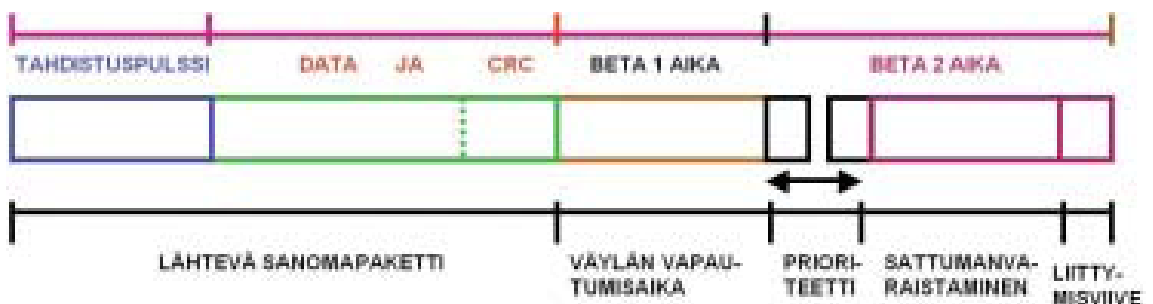 TAHDISTUSPULSSI DATA JA CRC BETA 1 AIKA BETA 2 AIKA
LÄHTEVÄ SANOMAPAKETTI
VÄYLÄN VAPAU-
TUMISAIKA
PRIORI-
TEETTI
SATTUMANVA-
RAISTAMINEN
LIITTY-
MISVIIVE